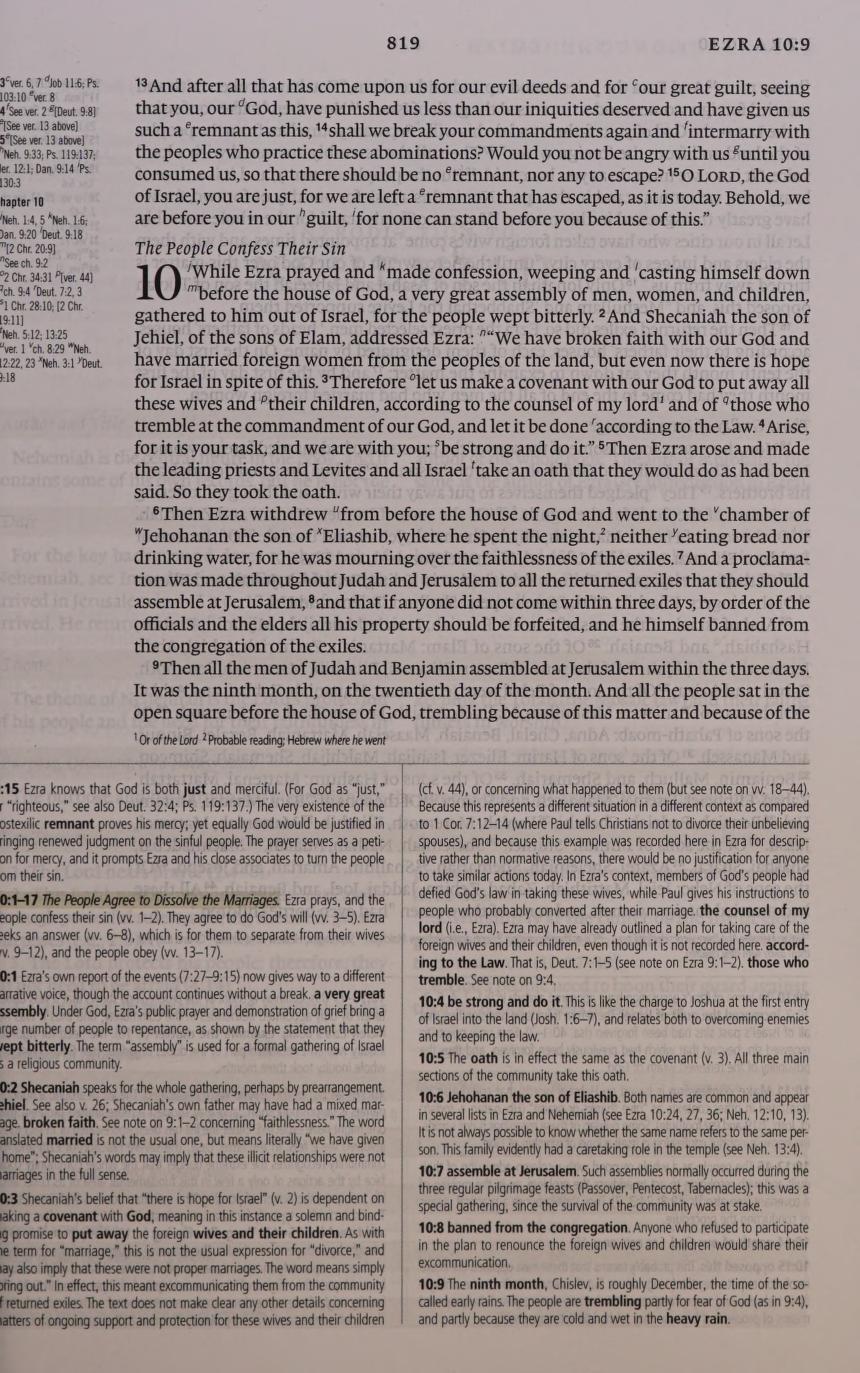 819
EZRA 10:9
3 c ver. 6, 7 d Job 11:6; Ps.
103:10 e ver. 8
4 f See ver. 2 g [Deut. 9:8]
[See ver. 13 above]
5 e [See ver. 13 above]
Neh. 9:33; Ps. 119:137;
er. 12:1; Dan. 9:14 i Ps.
130:3
hapter 10
Neh. 1:4, 5 k Neh. 1:6;
Dan. 9:20 l Deut. 9:18
m [2 Chr. 20:9]
n See ch. 9:2
o 2 Chr. 34:31 p [ver. 44]
ch. 9:4 r Deut. 7:2, 3
s 1 Chr. 28:10; [2 Chr.
19:11]
Neh. 5:12; 13:25
u ver. 1 v ch. 8:29 w Neh.
12:22, 23 x Neh. 3:1 y Deut.
9:18
13 And after all that has come upon us for our evil deeds and for c our great guilt, seeing
that you, our d God, have punished us less than our iniquities deserved and have given us
such a e remnant as this, 14 shall we break your commandments again and f intermarry with
the peoples who practice these abominations? Would you not be angry with us g until you
consumed us, so that there should be no e remnant, nor any to escape? 15 O LORD, the God
of Israel, you are just, for we are left a e remnant that has escaped, as it is today. Behold, we
are before you in our h guilt, i for none can stand before you because of this.”
The People Confess Their Sin
10 j While Ezra prayed and k made confession, weeping and l casting himself down
m before the house of God, a very great assembly of men, women, and children,
gathered to him out of Israel, for the people wept bitterly. 2 And Shecaniah the son of
Jehiel, of the sons of Elam, addressed Ezra: n “We have broken faith with our God and
have married foreign women from the peoples of the land, but even now there is hope
for Israel in spite of this. 3 Therefore o let us make a covenant with our God to put away all
these wives and p their children, according to the counsel of my lord1 and of q those who
tremble at the commandment of our God, and let it be done r according to the Law. 4 Arise,
for it is your task, and we are with you; s be strong and do it.” 5 Then Ezra arose and made
the leading priests and Levites and all Israel t take an oath that they would do as had been
said. So they took the oath.
6 Then Ezra withdrew u from before the house of God and went to the v chamber of
w Jehohanan the son of x Eliashib, where he spent the night,2 neither y eating bread nor
drinking water, for he was mourning over the faithlessness of the exiles. 7 And a proclama-
tion was made throughout Judah and Jerusalem to all the returned exiles that they should
assemble at Jerusalem, 8 and that if anyone did not come within three days, by order of the
officials and the elders all his property should be forfeited, and he himself banned from
the congregation of the exiles.
9 Then all the men of Judah and Benjamin assembled at Jerusalem within the three days.
It was the ninth month, on the twentieth day of the month. And all the people sat in the
open square before the house of God, trembling because of this matter and because of the
1 Or of the Lord 2 Probable reading; Hebrew where he went
:15 Ezra knows that God is both just and merciful. (For God as “just,”
r “righteous,” see also Deut. 32:4; Ps. 119:137.) The very existence of the
ostexilic remnant proves his mercy; yet equally God would be justified in
ringing renewed judgment on the sinful people. The prayer serves as a peti-
on for mercy, and it prompts Ezra and his close associates to turn the people
om their sin.
0:1–17 The People Agree to Dissolve the Marriages. Ezra prays, and the
eople confess their sin (vv. 1–2). They agree to do God's will (vv. 3–5). Ezra
eeks an answer (vv. 6–8), which is for them to separate from their wives
v. 9–12), and the people obey (vv. 13–17).
0:1 Ezra's own report of the events (7:27–9:15) now gives way to a different
arrative voice, though the account continues without a break. a very great
ssembly. Under God, Ezra's public prayer and demonstration of grief bring a
rge number of people to repentance, as shown by the statement that they
ept bitterly. The term “assembly” is used for a formal gathering of Israel
s a religious community.
0:2 Shecaniah speaks for the whole gathering, perhaps by prearrangement.
ehiel. See also v. 26; Shecaniah's own father may have had a mixed mar-
age. broken faith. See note on 9:1–2 concerning “faithlessness.” The word
anslated married is not the usual one, but means literally “we have given
home”; Shecaniah's words may imply that these illicit relationships were not
arriages in the full sense.
0:3 Shecaniah's belief that “there is hope for Israel” (v. 2) is dependent on
aking a covenant with God, meaning in this instance a solemn and bind-
g promise to put away the foreign wives and their children. As with
e term for “marriage,” this is not the usual expression for “divorce,” and
ay also imply that these were not proper marriages. The word means simply
ring out.” In effect, this meant excommunicating them from the community
f returned exiles. The text does not make clear any other details concerning
atters of ongoing support and protection for these wives and their children
(cf. v. 44), or concerning what happened to them (but see note on vv. 18–44).
Because this represents a different situation in a different context as compared
to 1 Cor. 7:12–14 (where Paul tells Christians not to divorce their unbelieving
spouses), and because this example was recorded here in Ezra for descrip-
tive rather than normative reasons, there would be no justification for anyone
to take similar actions today. In Ezra's context, members of God's people had
defied God's law in taking these wives, while Paul gives his instructions to
people who probably converted after their marriage. the counsel of my
lord (i.e., Ezra). Ezra may have already outlined a plan for taking care of the
foreign wives and their children, even though it is not recorded here. accord-
ing to the Law. That is, Deut. 7:1–5 (see note on Ezra 9:1–2). those who
tremble. See note on 9:4.
10:4 be strong and do it. This is like the charge to Joshua at the first entry
of Israel into the land (Josh. 1:6–7), and relates both to overcoming enemies
and to keeping the law.
10:5 The oath is in effect the same as the covenant (v. 3). All three main
sections of the community take this oath.
10:6 Jehohanan the son of Eliashib. Both names are common and appear
in several lists in Ezra and Nehemiah (see Ezra 10:24, 27, 36; Neh. 12:10, 13).
It is not always possible to know whether the same name refers to the same per-
son. This family evidently had a caretaking role in the temple (see Neh. 13:4).
10:7 assemble at Jerusalem. Such assemblies normally occurred during the
three regular pilgrimage feasts (Passover, Pentecost, Tabernacles); this was a
special gathering, since the survival of the community was at stake.
10:8 banned from the congregation. Anyone who refused to participate
in the plan to renounce the foreign wives and children would share their
excommunication.
10:9 The ninth month, Chislev, is roughly December, the time of the so-
called early rains. The people are trembling partly for fear of God (as in 9:4),
and partly because they are cold and wet in the heavy rain.